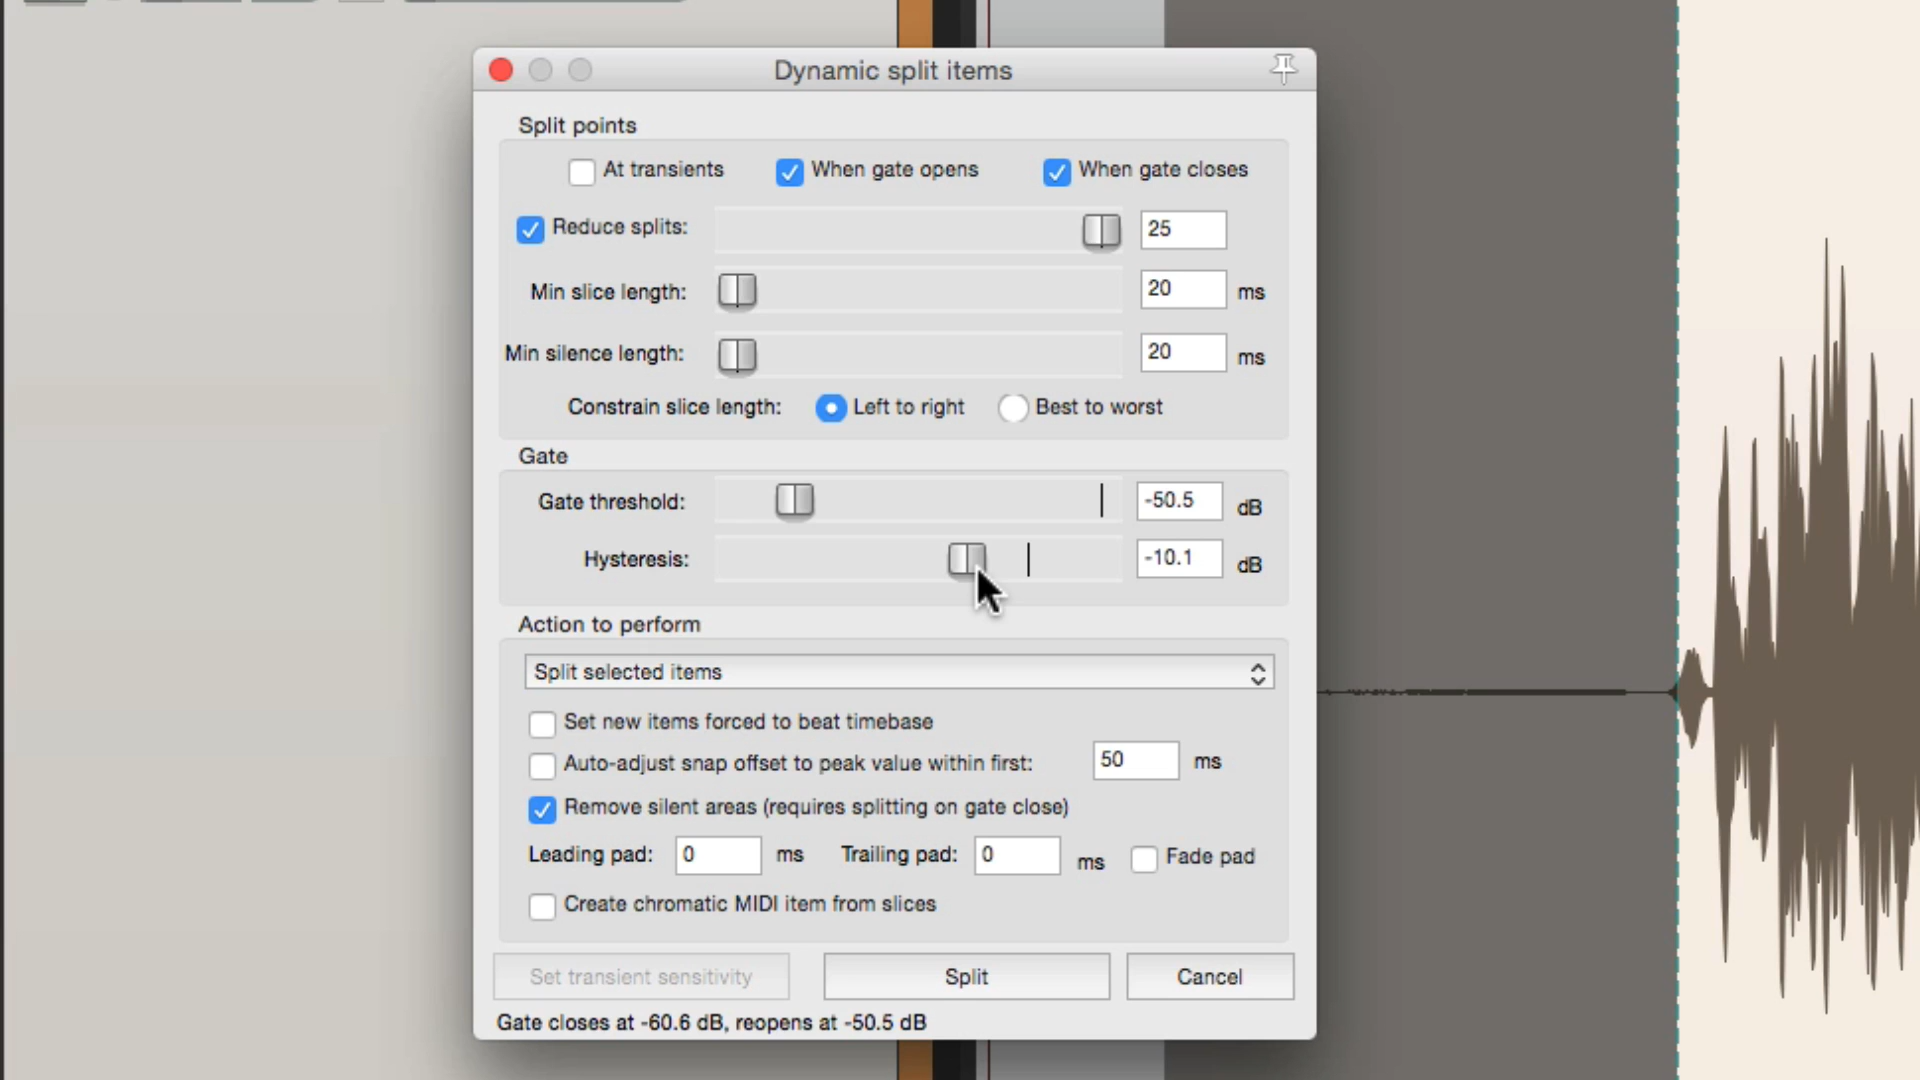 Dynamic split items
Split points
At transients When gate opens When gate closes
Reduce splits: 25
Min slice length: 20 ms
Min silence length: 20 ms
Constrain slice length: Left to right Best to worst
Gate
Gate threshold: -50.5 dB
Hysteresis: -10.1 dB
Action to perform
Split selected items
Set new items forced to beat timebase
Auto-adjust snap offset to peak value within first: 50 ms
Remove silent areas (requires splitting on gate close)
Leading pad: 0 ms Trailing pad: 0 ms Fade pad
Create chromatic MIDI item from slices
Set transient sensitivity Split Cancel
Gate closes at -60.6 dB, reopens at -50.5 dB